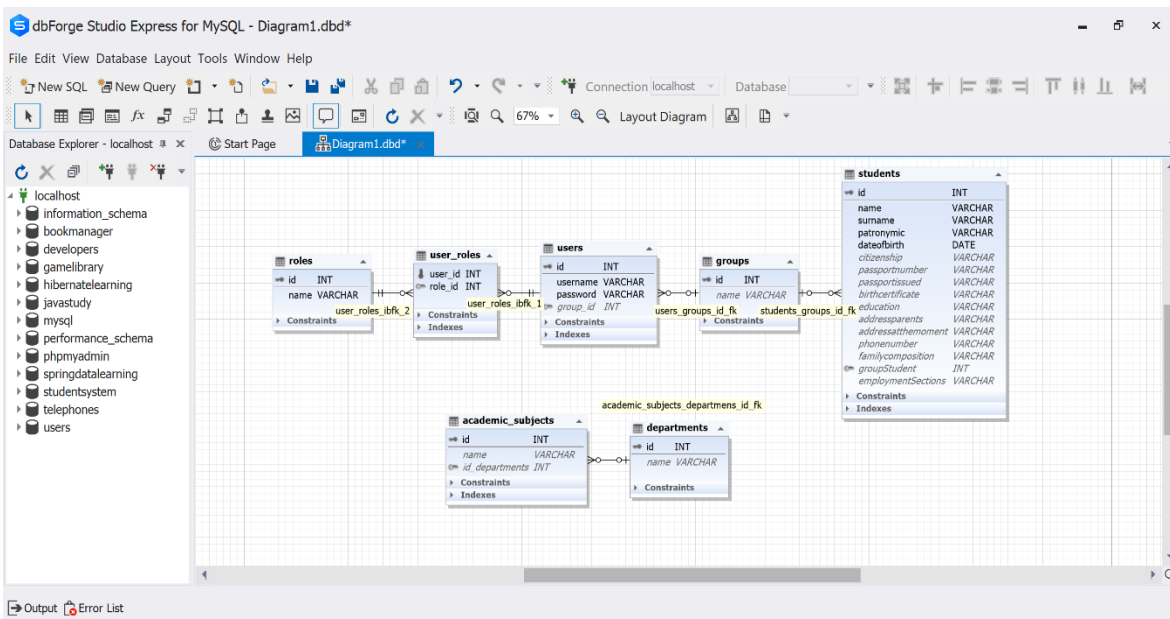 dbForge Studio Express for MySQL - Diagram1.dbd*
File Edit View Database Layout Tools Window Help
New SQL New Query Connection localhost Database
fx 67% Layout Diagram
Database Explorer - localhost
Start Page
Diagram1.dbd*
localhost
information_schema
bookmanager
developers
gamelibrary
hibernatelearning
javastudy
mysql
performance_schema
phpmyadmin
springdatalearning
studentsystem
telephones
users
roles
id INT
name VARCHAR
Constraints
user_roles_ibfk_2
user_roles
user_id INT
role_id INT
Constraints
Indexes
user_roles_ibfk_1
users
id INT
username VARCHAR
password VARCHAR
group_id INT
Constraints
Indexes
users_groups_id_fk
groups
id INT
name VARCHAR
Constraints
students_groups_id_fk
students
id INT
name VARCHAR
surname VARCHAR
patronymic VARCHAR
dateofbirth DATE
citizenship VARCHAR
passportnumber VARCHAR
passportissued VARCHAR
birthcertificate VARCHAR
education VARCHAR
addressparents VARCHAR
addressatthemoment VARCHAR
phonenumber VARCHAR
familycomposition VARCHAR
groupStudent INT
employmentSections VARCHAR
Constraints
Indexes
academic_subjects_departmens_id_fk
academic_subjects
id INT
name VARCHAR
id_departments INT
Constraints
Indexes
departments
id INT
name VARCHAR
Constraints
Output Error List